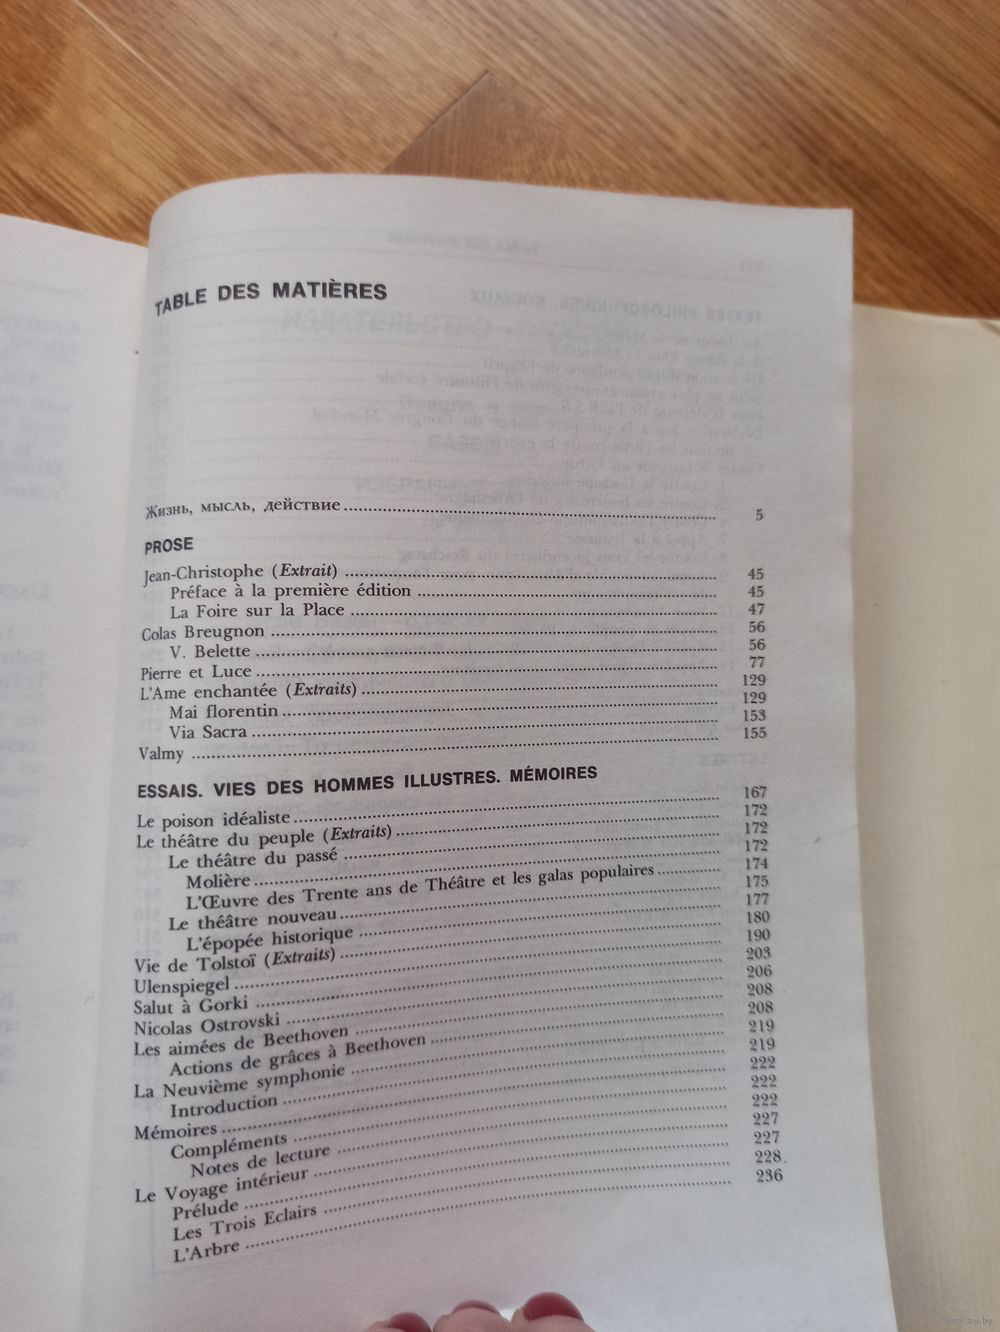 TABLE DES MATIÈRES
Жизнь, мысль, действие ........ 5
PROSE
Jean-Christophe (Extrait) ........ 45
Préface à la première édition ........ 45
La Foire sur la Place ........ 47
Colas Breugnon ........ 56
V. Belette ........ 56
Pierre et Luce ........ 77
L'Ame enchantée (Extraits) ........ 129
Mai florentin ........ 129
Via Sacra ........ 153
Valmy ........ 155
ESSAIS. VIES DES HOMMES ILLUSTRES. MÉMOIRES
Le poison idéaliste ........ 167
Le théâtre du peuple (Extraits) ........ 172
Le théâtre du passé ........ 172
Molière ........ 172
L'Œuvre des Trente ans de Théâtre et les galas populaires ........ 174
Le théâtre nouveau ........ 175
L'épopée historique ........ 177
Vie de Tolstoï (Extraits) ........ 180
Ulenspiegel ........ 190
Salut à Gorki ........ 203
Nicolas Ostrovski ........ 206
Les aimées de Beethoven ........ 208
Actions de grâces à Beethoven ........ 208
La Neuvième symphonie ........ 219
Introduction ........ 219
Mémoires ........ 222
Compléments ........ 222
Notes de lecture ........ 222
Le Voyage intérieur ........ 227
Prélude ........ 227
Les Trois Eclairs ........ 228
L'Arbre ........ 236
www.ay.by